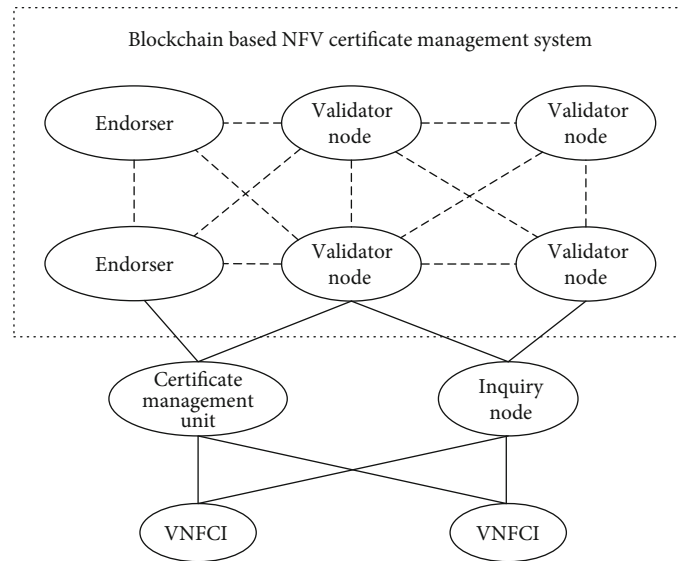 Blockchain based NFV certificate management system
Endorser
Validator
node
Validator
node
Endorser
Validator
node
Validator
node
Certificate
management
unit
Inquiry
node
VNFCI
VNFCI